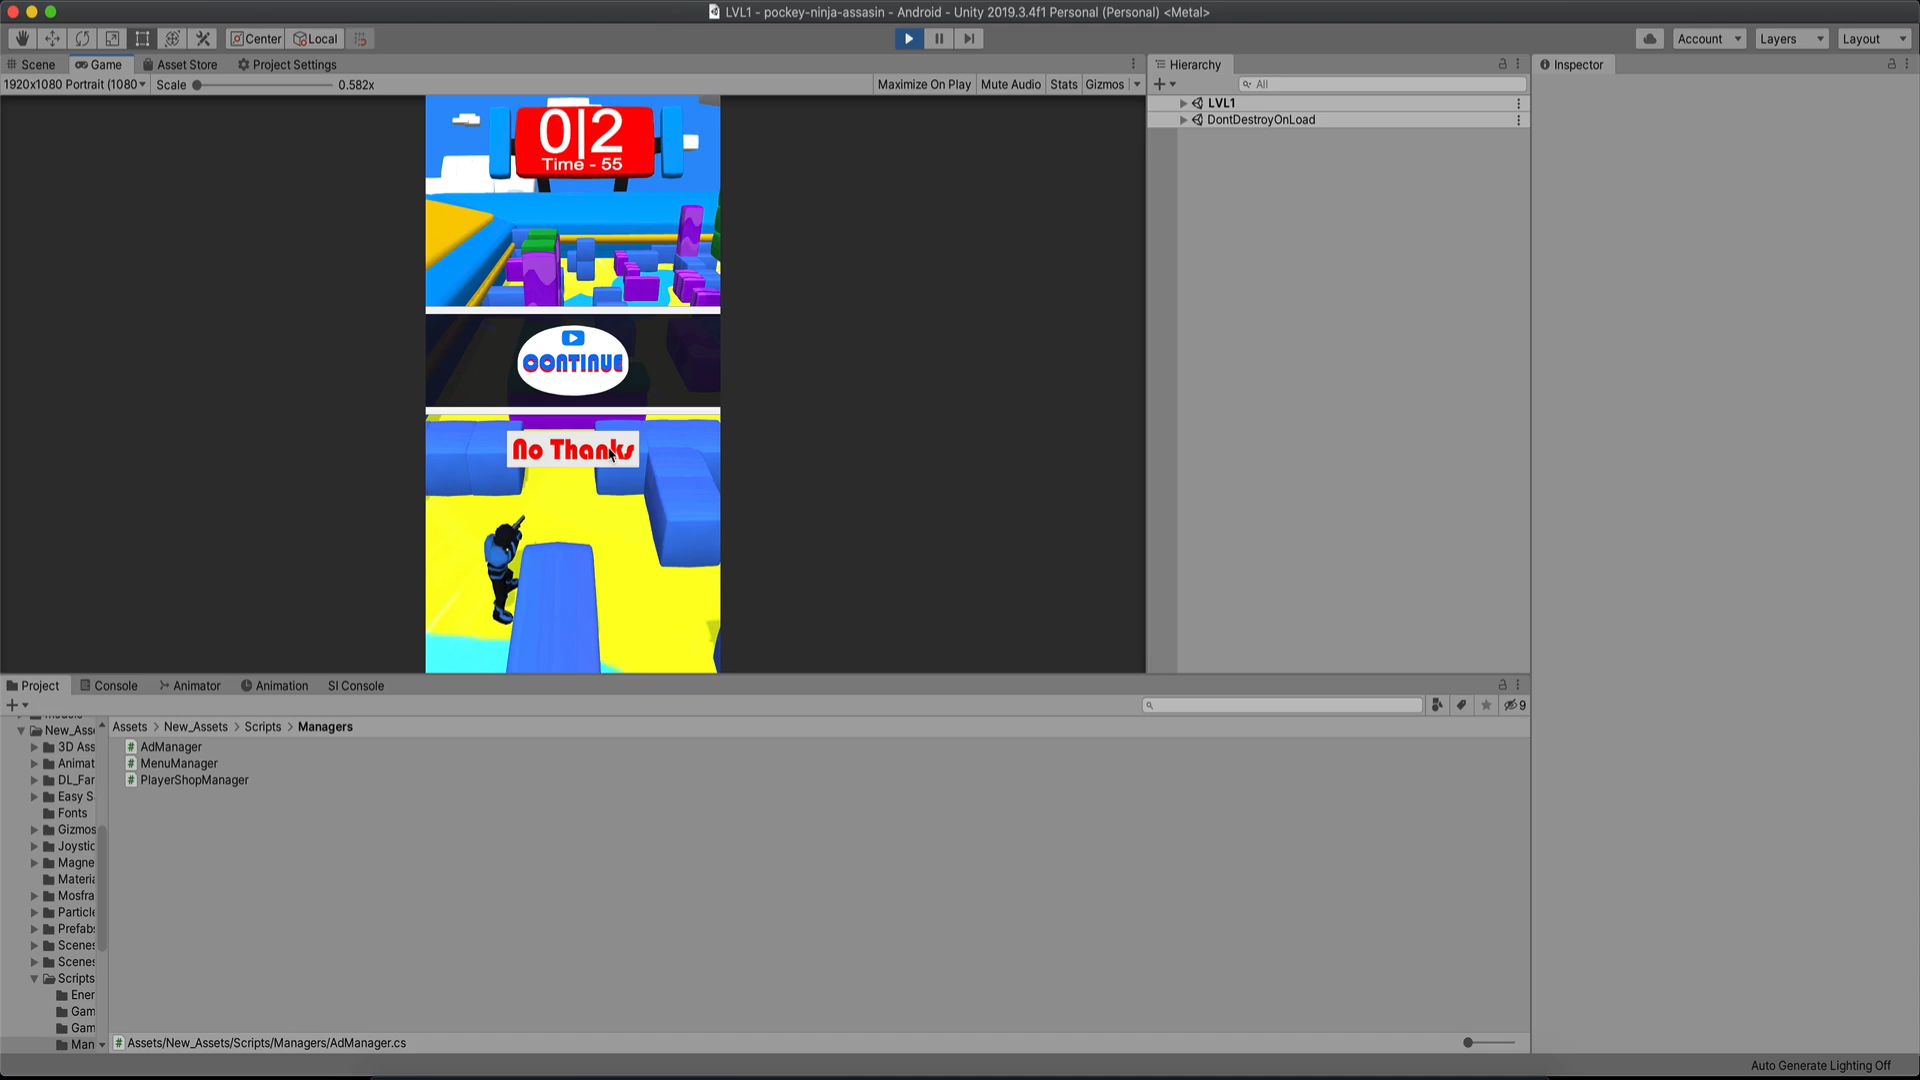 LVL1 - pockey-ninja-assasin - Android - Unity 2019.3.4f1 Personal (Personal) <Metal>
Center Local Account Layers Layout
Scene Game Asset Store Project Settings Hierarchy Inspector
1920x1080 Portrait (1080 Scale 0.582x Maximize On Play Mute Audio Stats Gizmos All
LVL1
DontDestroyOnLoad
0|2
Time - 55
CONTINUE
No Thanks
Project Console Animator Animation SI Console
9
Assets > New_Assets > Scripts > Managers
New_Ass
3D Ass
Animat
DL_Far
Easy S
Fonts
Gizmos
Joystic
Magne
Materia
Mosfra
Particle
Prefabs
Scenes
Scenes
Scripts
Ener
Gam
Gam
Man
AdManager
MenuManager
PlayerShopManager
Assets/New_Assets/Scripts/Managers/AdManager.cs
Auto Generate Lighting Off